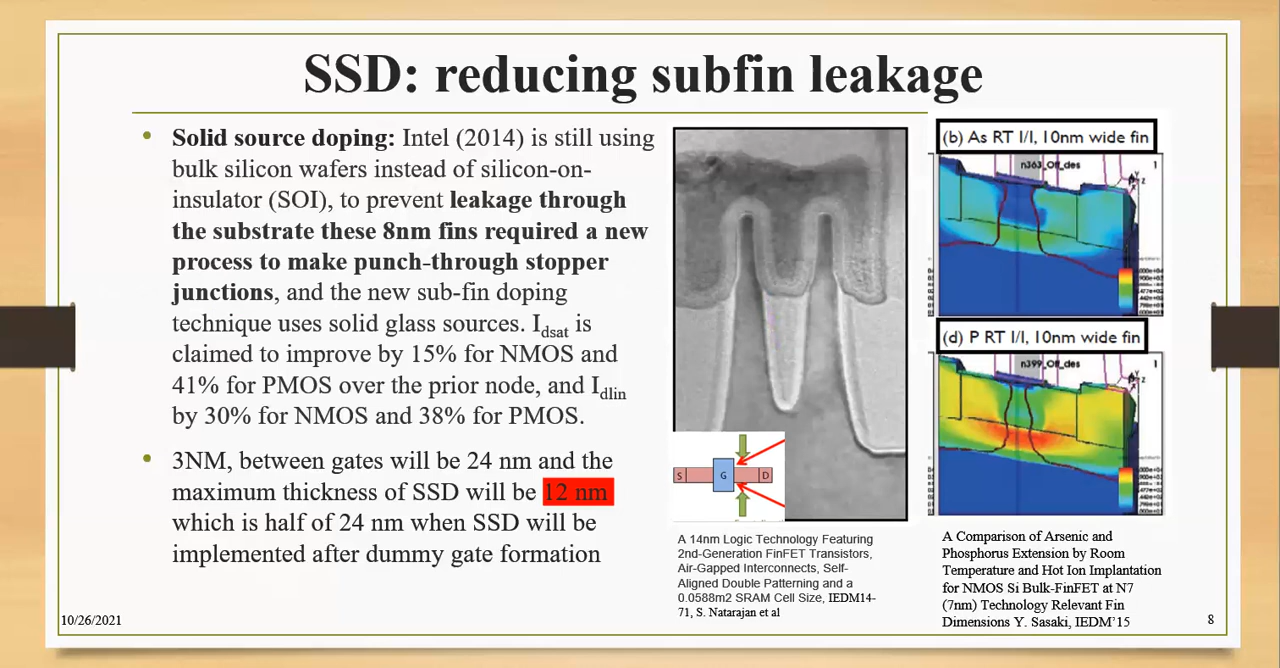 SSD: reducing subfin leakage
• Solid source doping: Intel (2014) is still using
bulk silicon wafers instead of silicon-on-
insulator (SOI), to prevent leakage through
the substrate these 8nm fins required a new
process to make punch-through stopper
junctions, and the new sub-fin doping
technique uses solid glass sources. Idsat is
claimed to improve by 15% for NMOS and
41% for PMOS over the prior node, and Idlin
by 30% for NMOS and 38% for PMOS.
• 3NM, between gates will be 24 nm and the
maximum thickness of SSD will be 12 nm
which is half of 24 nm when SSD will be
implemented after dummy gate formation
S G D
A 14nm Logic Technology Featuring
2nd-Generation FinFET Transistors,
Air-Gapped Interconnects, Self-
Aligned Double Patterning and a
0.0588m2 SRAM Cell Size, IEDM14-
71, S. Natarajan et al
(b) As RT I/I, 10nm wide fin
n363_Off_des 1
Y
Z
(d) P RT I/I, 10nm wide fin
n399_Off_des 1
Y
Z
A Comparison of Arsenic and
Phosphorus Extension by Room
Temperature and Hot Ion Implantation
for NMOS Si Bulk-FinFET at N7
(7nm) Technology Relevant Fin
Dimensions Y. Sasaki, IEDM’15
10/26/2021
8